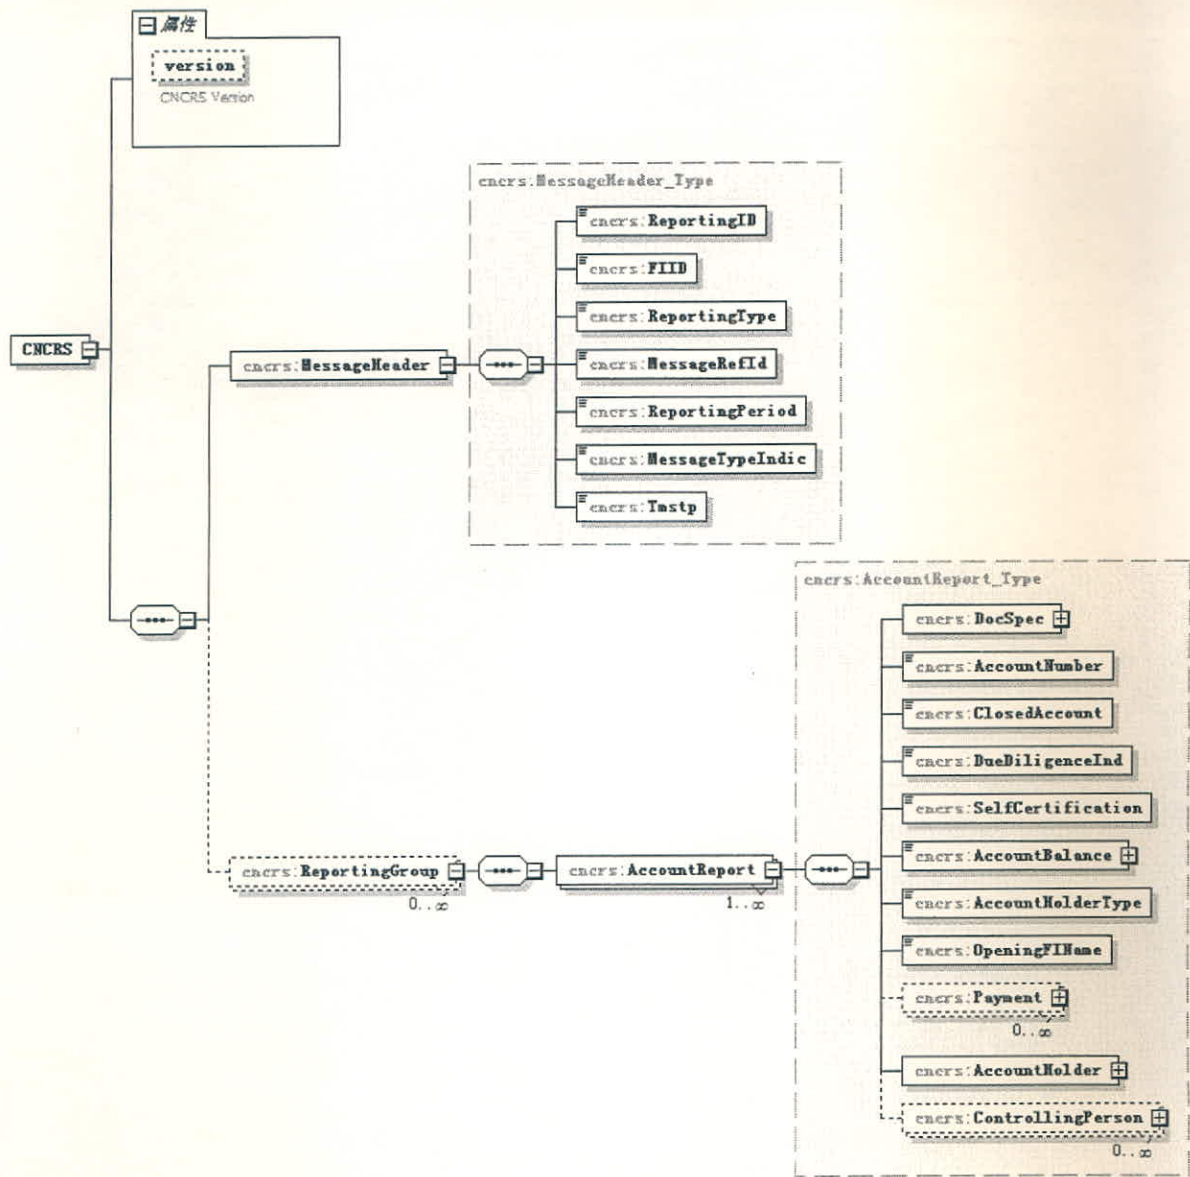 属性
version
CNCRS Version
cncrs:MessageHeader_Type
cncrs:ReportingID
cncrs:FIID
cncrs:ReportingType
CNCRS
cncrs:MessageHeader
cncrs:MessageRefId
cncrs:ReportingPeriod
cncrs:MessageTypeIndic
cncrs:Tmstp
cncrs:AccountReport_Type
cncrs:DocSpec
cncrs:AccountNumber
cncrs:ClosedAccount
cncrs:DueDiligenceInd
cncrs:SelfCertification
cncrs:ReportingGroup
0..∞
cncrs:AccountReport
1..∞
cncrs:AccountBalance
cncrs:AccountHolderType
cncrs:OpeningFIName
cncrs:Payment
0..∞
cncrs:AccountHolder
cncrs:ControllingPerson
0..∞